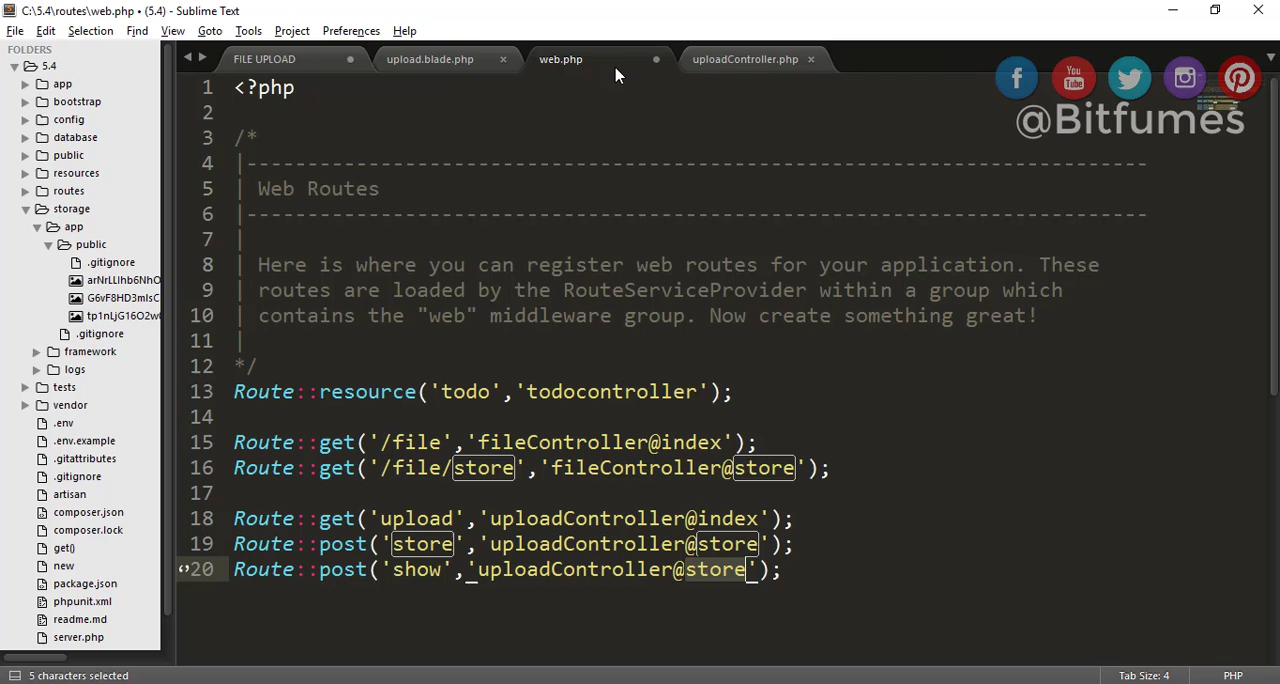 C:\5.4\routes\web.php • (5.4) - Sublime Text
File Edit Selection Find View Goto Tools Project Preferences Help
FOLDERS
5.4
app
bootstrap
config
database
public
resources
routes
storage
app
public
.gitignore
arNrLLlhb6NhO
G6vF8HD3mIsC
tp1nLjG16O2w
.gitignore
framework
logs
tests
vendor
.env
.env.example
.gitattributes
.gitignore
artisan
composer.json
composer.lock
get()
new
package.json
phpunit.xml
readme.md
server.php
FILE UPLOAD upload.blade.php web.php uploadController.php
You Tube
@Bitfumes
1 <?php
2
3 /*
4 |--------------------------------------------------------------------------
5 | Web Routes
6 |--------------------------------------------------------------------------
7 |
8 | Here is where you can register web routes for your application. These
9 | routes are loaded by the RouteServiceProvider within a group which
10 | contains the "web" middleware group. Now create something great!
11 |
12 */
13 Route::resource('todo','todocontroller');
14
15 Route::get('/file','fileController@index');
16 Route::get('/file/store','fileController@store');
17
18 Route::get('upload','uploadController@index');
19 Route::post('store','uploadController@store');
20 Route::post('show','uploadController@store');
5 characters selected
Tab Size: 4
PHP